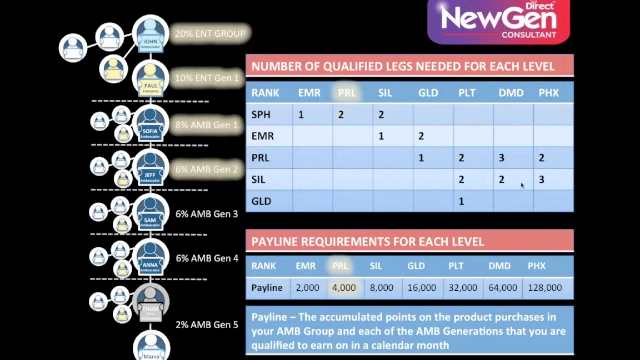 Direct
NewGen
CONSULTANT
20% ENT GROUP
JOHN
10% ENT Gen 1
PAUL
8% AMB Gen 1
SOFIA
6% AMB Gen 2
JEFF
6% AMB Gen 3
SAM
6% AMB Gen 4
ANNA
2% AMB Gen 5
CHLOE
Marco
NUMBER OF QUALIFIED LEGS NEEDED FOR EACH LEVEL
RANK EMR PRL SIL GLD PLT DMD PHX
SPH 1 2 2
EMR 1 2
PRL 1 2 3 2
SIL 2 2 3
GLD 1
PAYLINE REQUIREMENTS FOR EACH LEVEL
RANK EMR PRL SIL GLD PLT DMD PHX
Payline 2,000 4,000 8,000 16,000 32,000 64,000 128,000
Payline – The accumulated points on the product purchases in
your AMB Group and each of the AMB Generations that you are
qualified to earn on in a calendar month